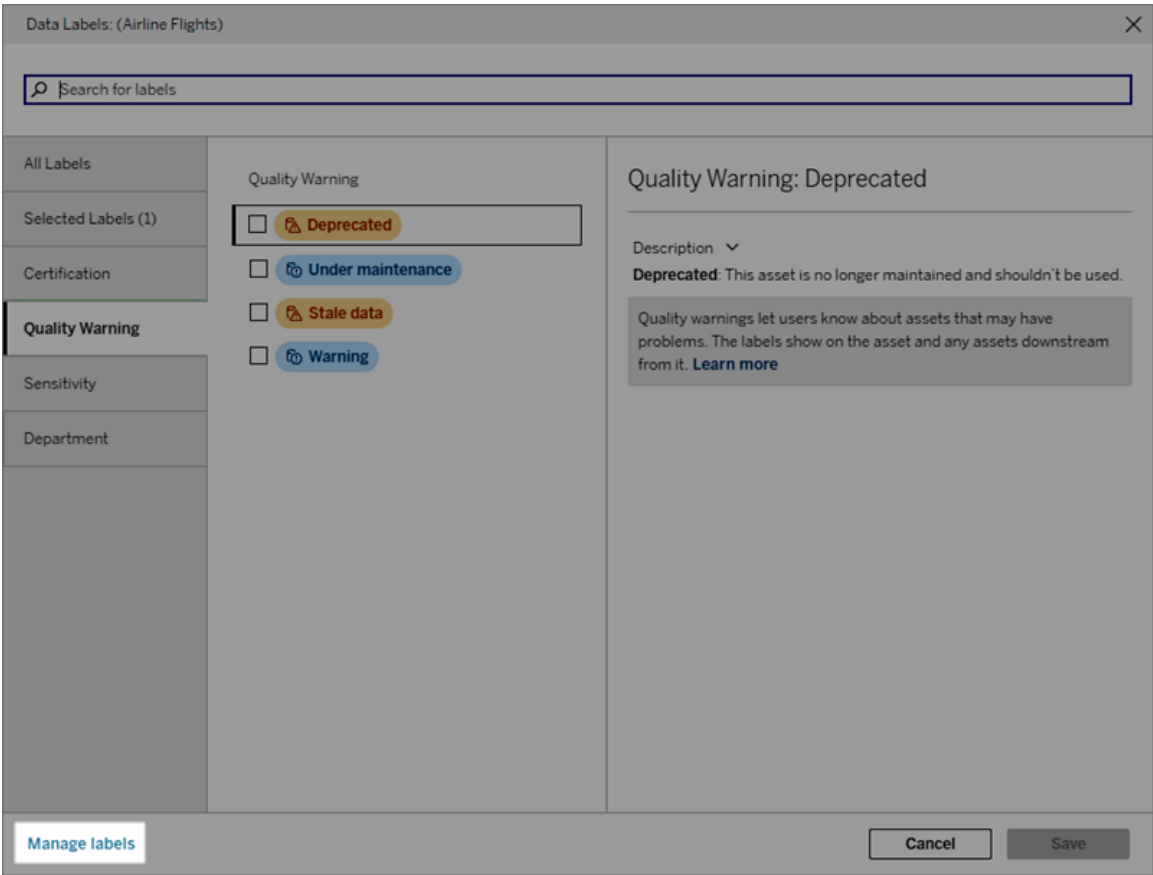 Data Labels: (Airline Flights)
Search for labels
All Labels
Selected Labels (1)
Certification
Quality Warning
Sensitivity
Department
Quality Warning
Deprecated
Under maintenance
Stale data
Warning
Quality Warning: Deprecated
Description
Deprecated: This asset is no longer maintained and shouldn't be used.
Quality warnings let users know about assets that may have
problems. The labels show on the asset and any assets downstream
from it. Learn more
Manage labels
Cancel
Save